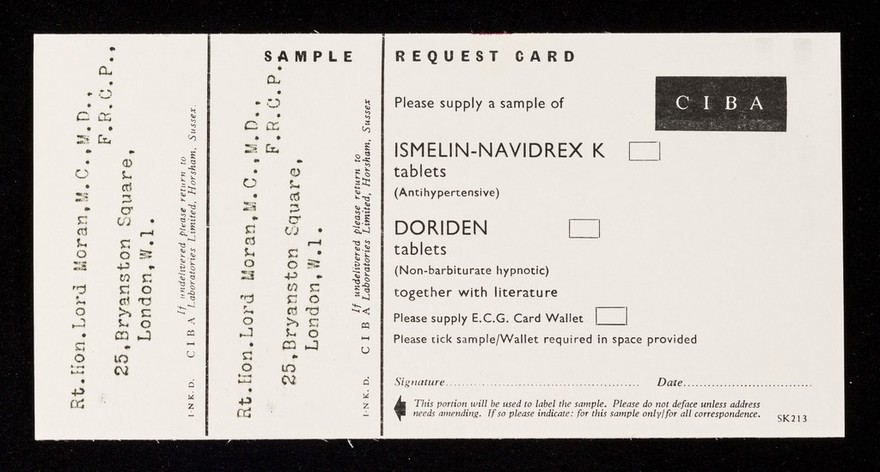 Rt.Hon.Lord Moran,M.C.,M.D.,
F.R.C.P.,
25,Bryanston Square,
London,W.1.
If undelivered please return to
CIBA Laboratories Limited, Horsham, Sussex.
I·N·K.D.
Rt.Hon.Lord Moran,M.C.,M.D.,
F.R.C.P.,
25,Bryanston Square,
London,W.1.
If undelivered please return to
CIBA Laboratories Limited, Horsham, Sussex
I·N·K.D.
SAMPLE REQUEST CARD
Please supply a sample of
CIBA
ISMELIN-NAVIDREX K
tablets
(Antihypertensive)
DORIDEN
tablets
(Non-barbiturate hypnotic)
together with literature
Please supply E.C.G. Card Wallet
Please tick sample/Wallet required in space provided
Signature........................................ Date........................................
This portion will be used to label the sample. Please do not deface unless address
needs amending. If so please indicate: for this sample only/for all correspondence.
SK213